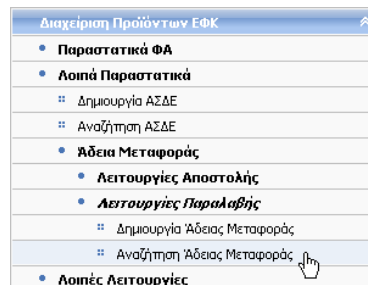 Διαχείριση Προϊόντων ΕΦΚ
Παραστατικά ΦΑ
Λοιπά Παραστατικά
Δημιουργία ΑΣΔΕ
Αναζήτηση ΑΣΔΕ
Άδεια Μεταφοράς
Λειτουργίες Αποστολής
Λειτουργίες Παραλαβής
Δημιουργία Άδειας Μεταφοράς
Αναζήτηση Άδειας Μεταφοράς
Λοιπές Λειτουργίες